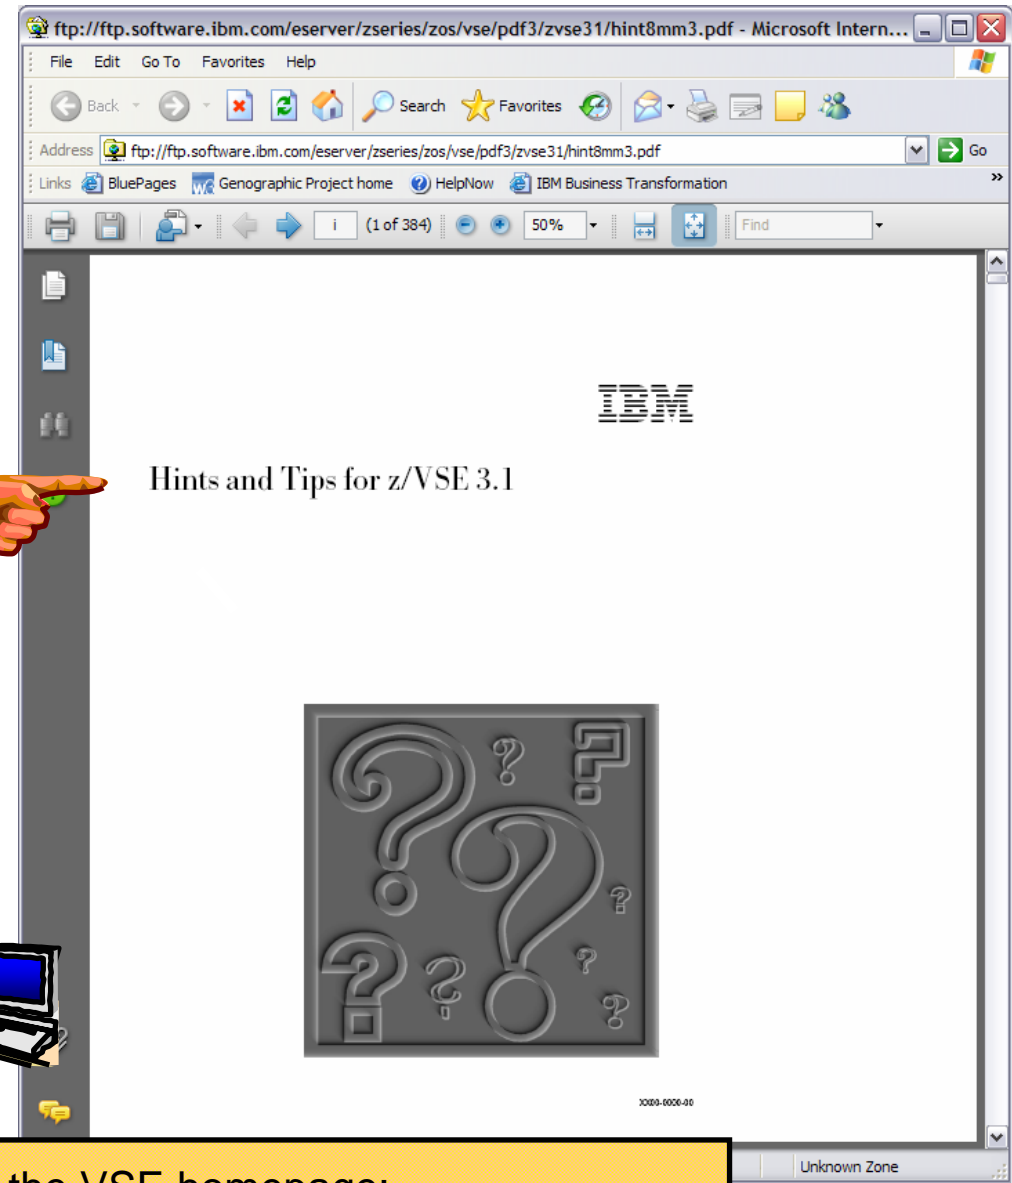 ftp://ftp.software.ibm.com/eserver/zseries/zos/vse/pdf3/zvse31/hint8mm3.pdf - Microsoft Intern...
File Edit Go To Favorites Help
Back Search Favorites
Address ftp://ftp.software.ibm.com/eserver/zseries/zos/vse/pdf3/zvse31/hint8mm3.pdf Go
Links BluePages Genographic Project home HelpNow IBM Business Transformation »
i (1 of 384) 50% Find
IBM
Hints and Tips for z/VSE 3.1
? ? ?
?
?
? ? ?
?
XX00-0000-00
Unknown Zone
the VSE homepage: